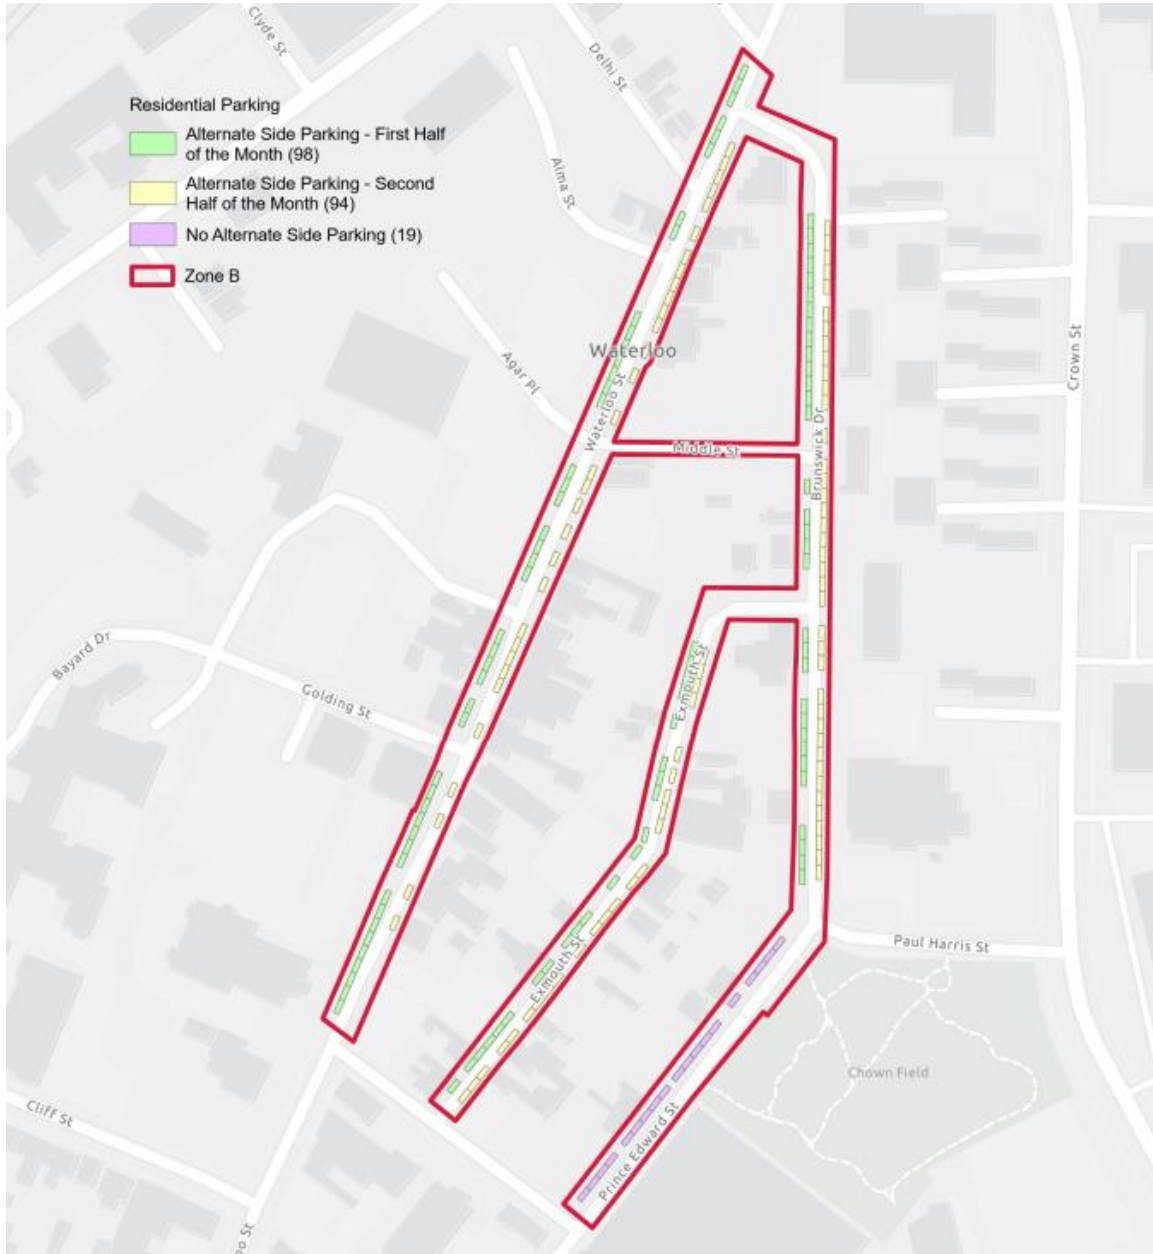 Clyde St
Delhi St
Residential Parking
Alternate Side Parking - First Half
of the Month (98)
Alternate Side Parking - Second
Half of the Month (94)
No Alternate Side Parking (19)
Zone B
Alma St
Waterloo
Agar Pl
Waterloo St
Crown St
Middle St
Brunswick Dr
Bayard Dr
Golding St
Exmouth St
Exmouth St
Paul Harris St
Chown Field
Prince Edward St
Cliff St
oo St